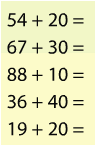 54 + 20 =
67 + 30 =
88 + 10 =
36 + 40 =
19 + 20 =